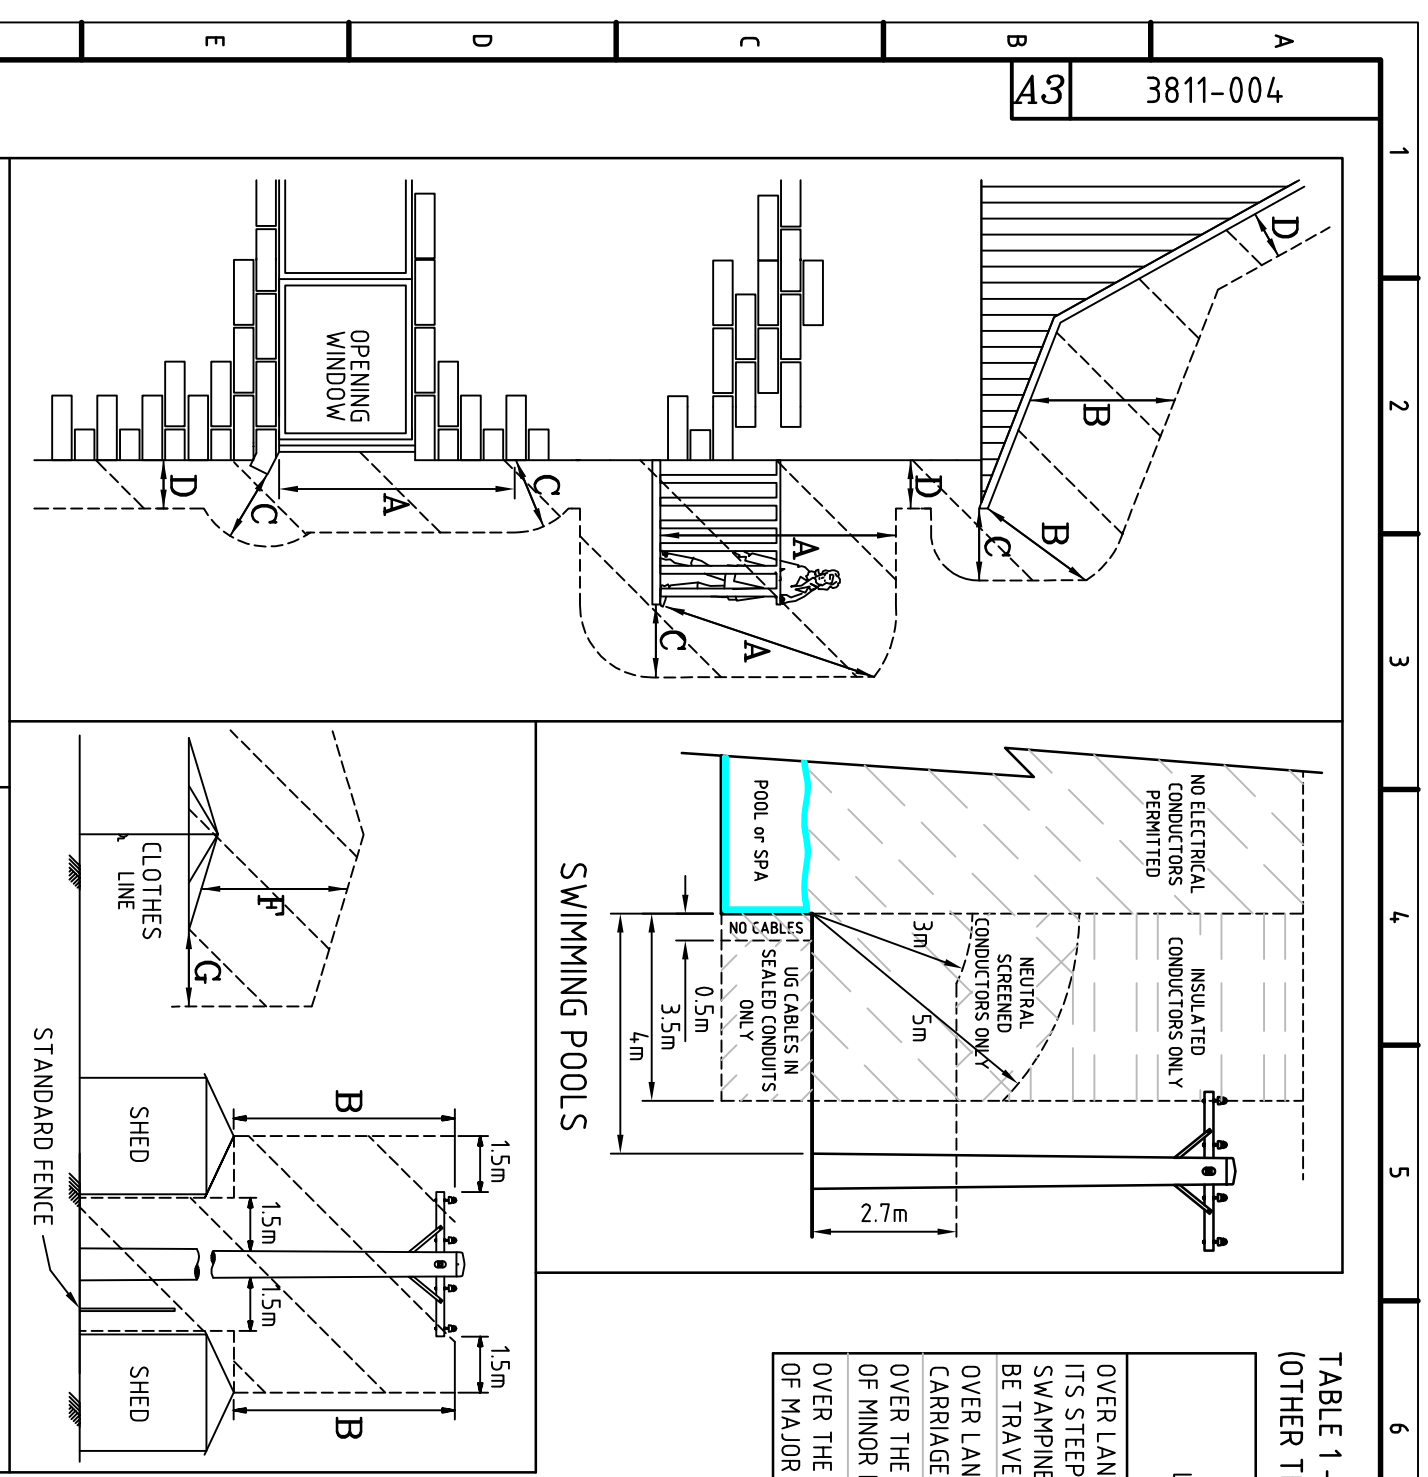 3811-004
A3
A
B
C
D
E
1
2
3
4
5
6
D
B
B
C
D
A
A
C
C
A
C
D
OPENING
WINDOW
NO ELECTRICAL
CONDUCTORS
PERMITTED
INSULATED
CONDUCTORS ONLY
NEUTRAL
SCREENED
CONDUCTORS ONLY
3m
5m
2.7m
POOL or SPA
NO CABLES
UG CABLES IN
SEALED CONDUITS
ONLY
0.5m
3.5m
4m
SWIMMING POOLS
F
G
CLOTHES
LINE
1.5m
1.5m
B
B
1.5m
1.5m
SHED
SHED
STANDARD FENCE
TABLE 1-
OVER LAN
ITS STEEP
SWAMPINE
BE TRAVE
OVER LAN
CARRIAGE
OVER THE
OF MINOR
OVER THE
OF MAJOR